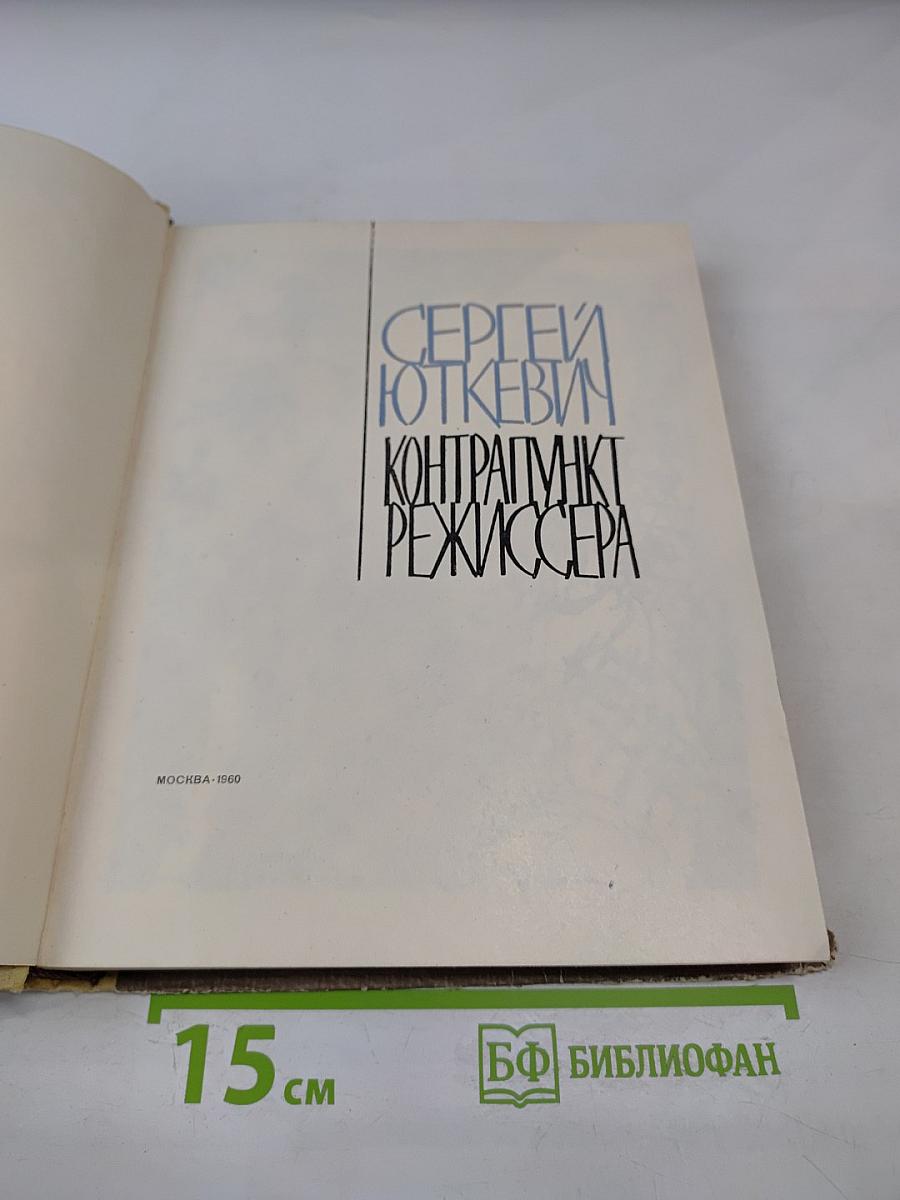 СЕРГЕЙ
ЮТКЕВИЧ
КОНТРАПУНКТ
РЕЖИССЕРА
МОСКВА·1960
15 см
БФ БИБЛИОФАН